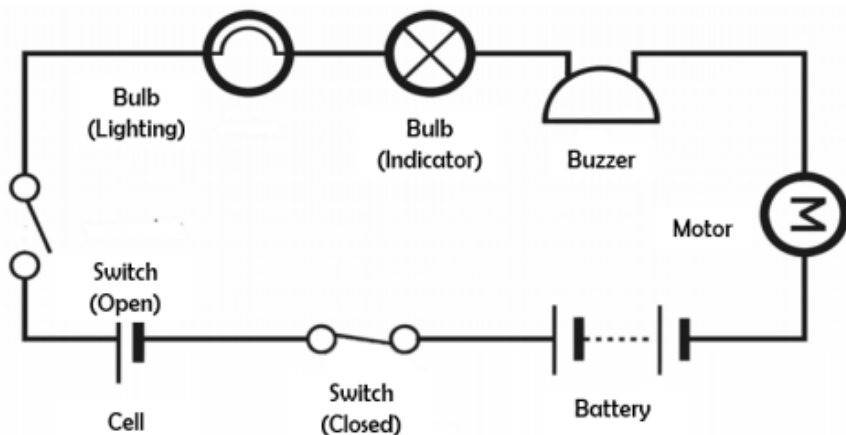 Bulb
(Lighting)
Bulb
(Indicator)
Buzzer
Motor
M
Switch
(Open)
Cell
Switch
(Closed)
Battery